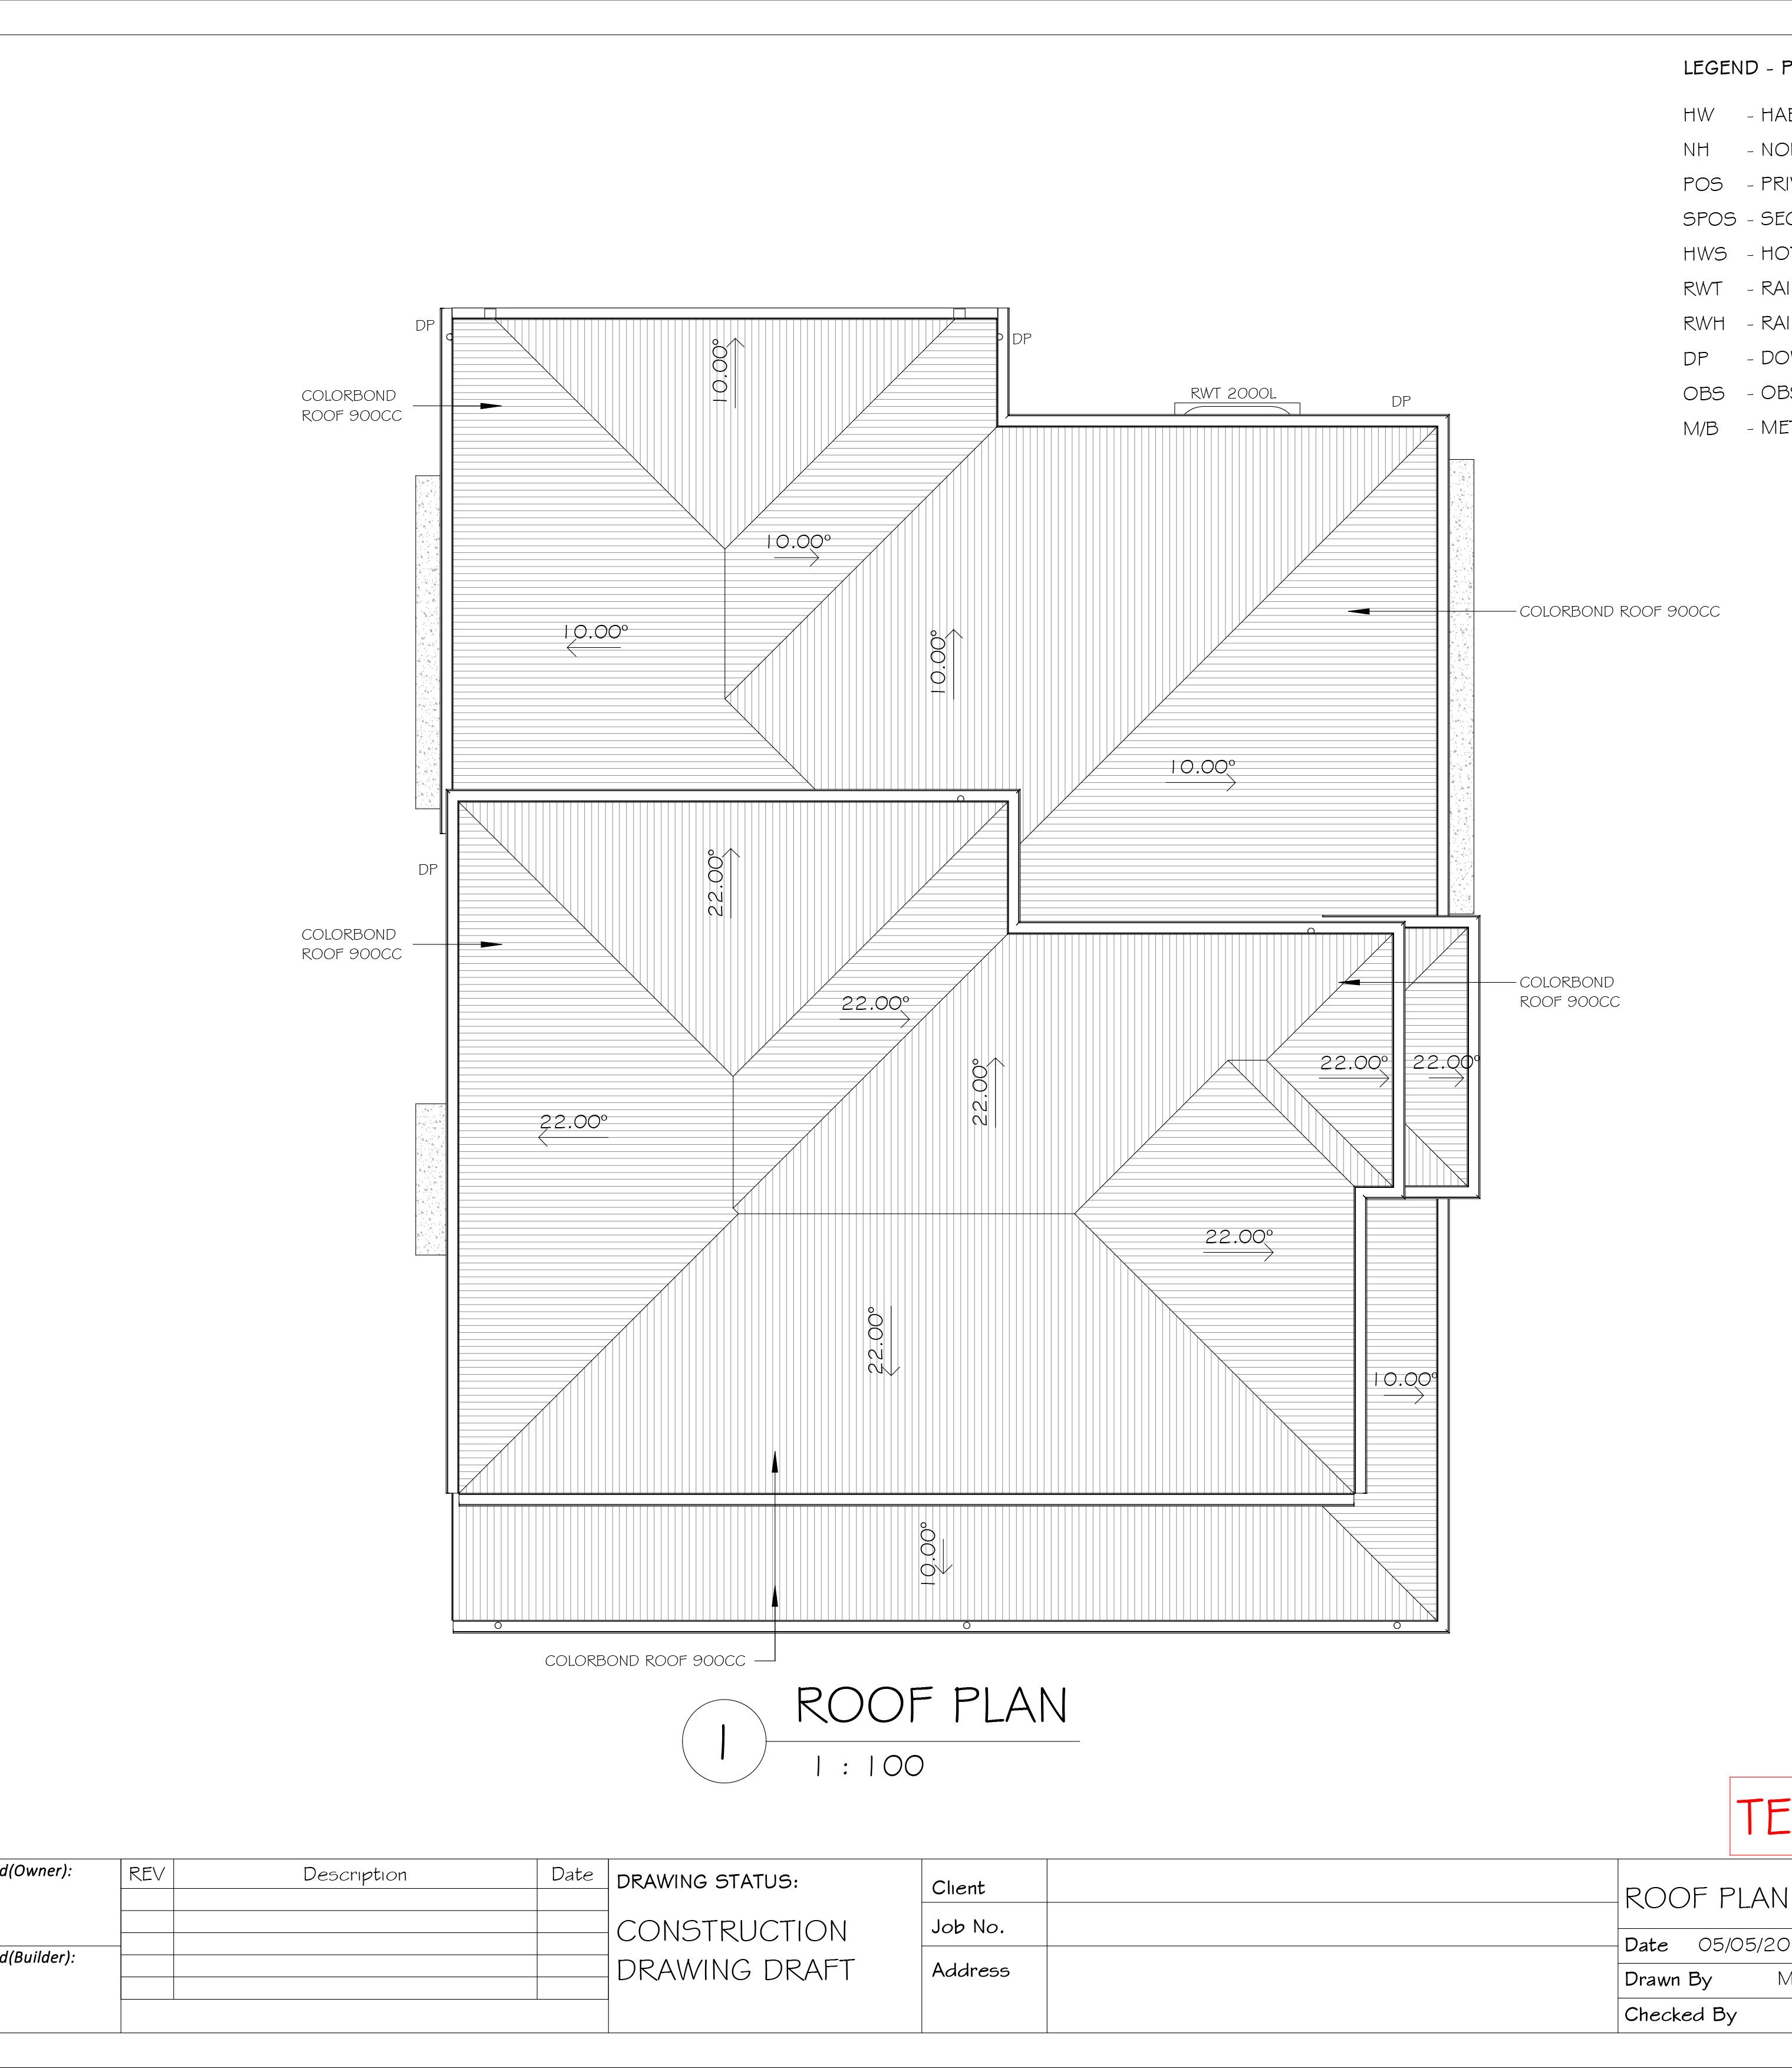 LEGEND - P
HW - HAB
NH - NON
POS - PRIV
SPOS - SEC
HWS - HOT
RWT - RAI
RWH - RAI
DP - DOW
OBS - OBS
M/B - MET
DP
DP
COLORBOND
ROOF 900CC
10.00°
RWT 2000L
DP
10.00°
10.00°
10.00°
COLORBOND ROOF 900CC
10.00°
DP
22.00°
COLORBOND
ROOF 900CC
22.00°
COLORBOND
ROOF 900CC
22.00°
22.00°
22.00°
22.00°
22.00°
22.00°
10.00°
10.00°
COLORBOND ROOF 900CC
1
ROOF PLAN
1 : 100
TE
d(Owner):
d(Builder):
REV Description Date
DRAWING STATUS:
CONSTRUCTION
DRAWING DRAFT
Client
Job No.
Address
ROOF PLAN
Date 05/05/20
Drawn By M
Checked By